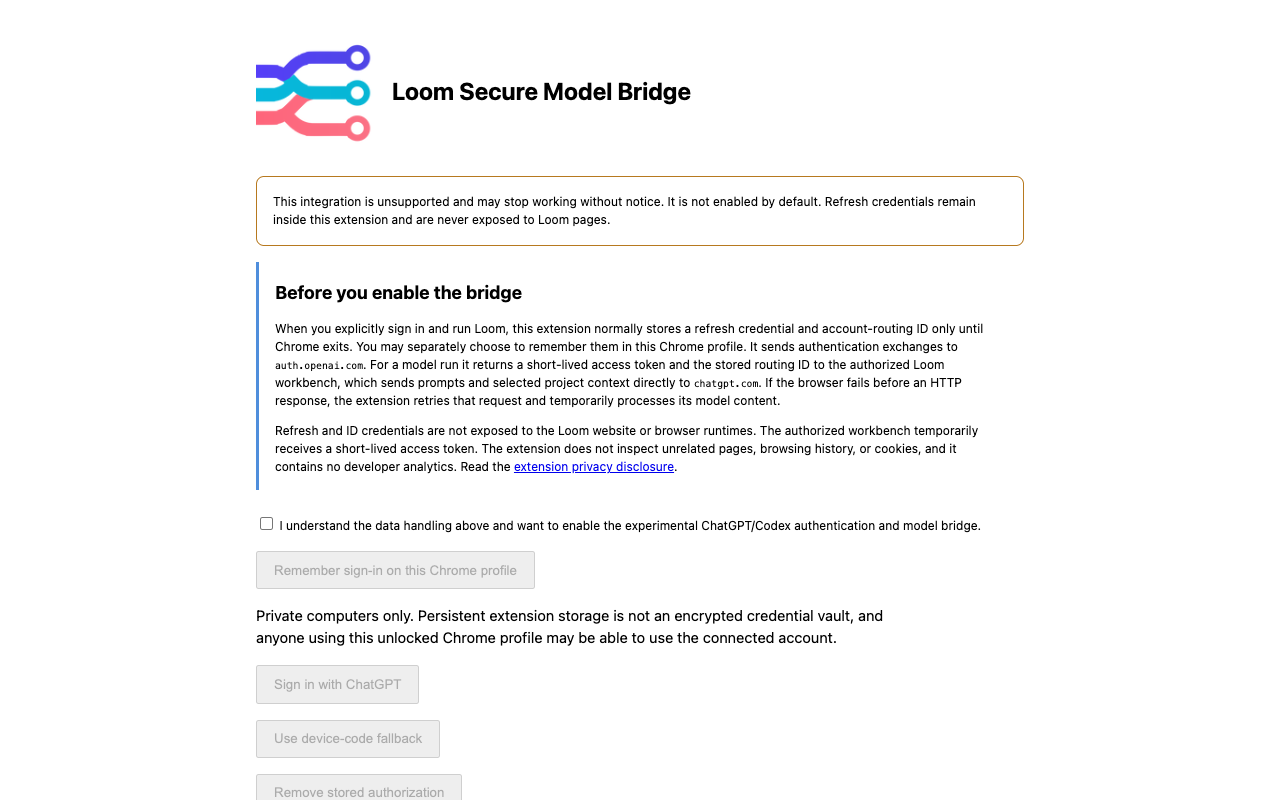 Loom Secure Model Bridge
This integration is unsupported and may stop working without notice. It is not enabled by default. Refresh credentials remain
inside this extension and are never exposed to Loom pages.
Before you enable the bridge
When you explicitly sign in and run Loom, this extension normally stores a refresh credential and account-routing ID only until
Chrome exits. You may separately choose to remember them in this Chrome profile. It sends authentication exchanges to
auth.openai.com. For a model run it returns a short-lived access token and the stored routing ID to the authorized Loom
workbench, which sends prompts and selected project context directly to chatgpt.com. If the browser fails before an HTTP
response, the extension retries that request and temporarily processes its model content.
Refresh and ID credentials are not exposed to the Loom website or browser runtimes. The authorized workbench temporarily
receives a short-lived access token. The extension does not inspect unrelated pages, browsing history, or cookies, and it
contains no developer analytics. Read the extension privacy disclosure.
I understand the data handling above and want to enable the experimental ChatGPT/Codex authentication and model bridge.
Remember sign-in on this Chrome profile
Private computers only. Persistent extension storage is not an encrypted credential vault, and
anyone using this unlocked Chrome profile may be able to use the connected account.
Sign in with ChatGPT
Use device-code fallback
Remove stored authorization